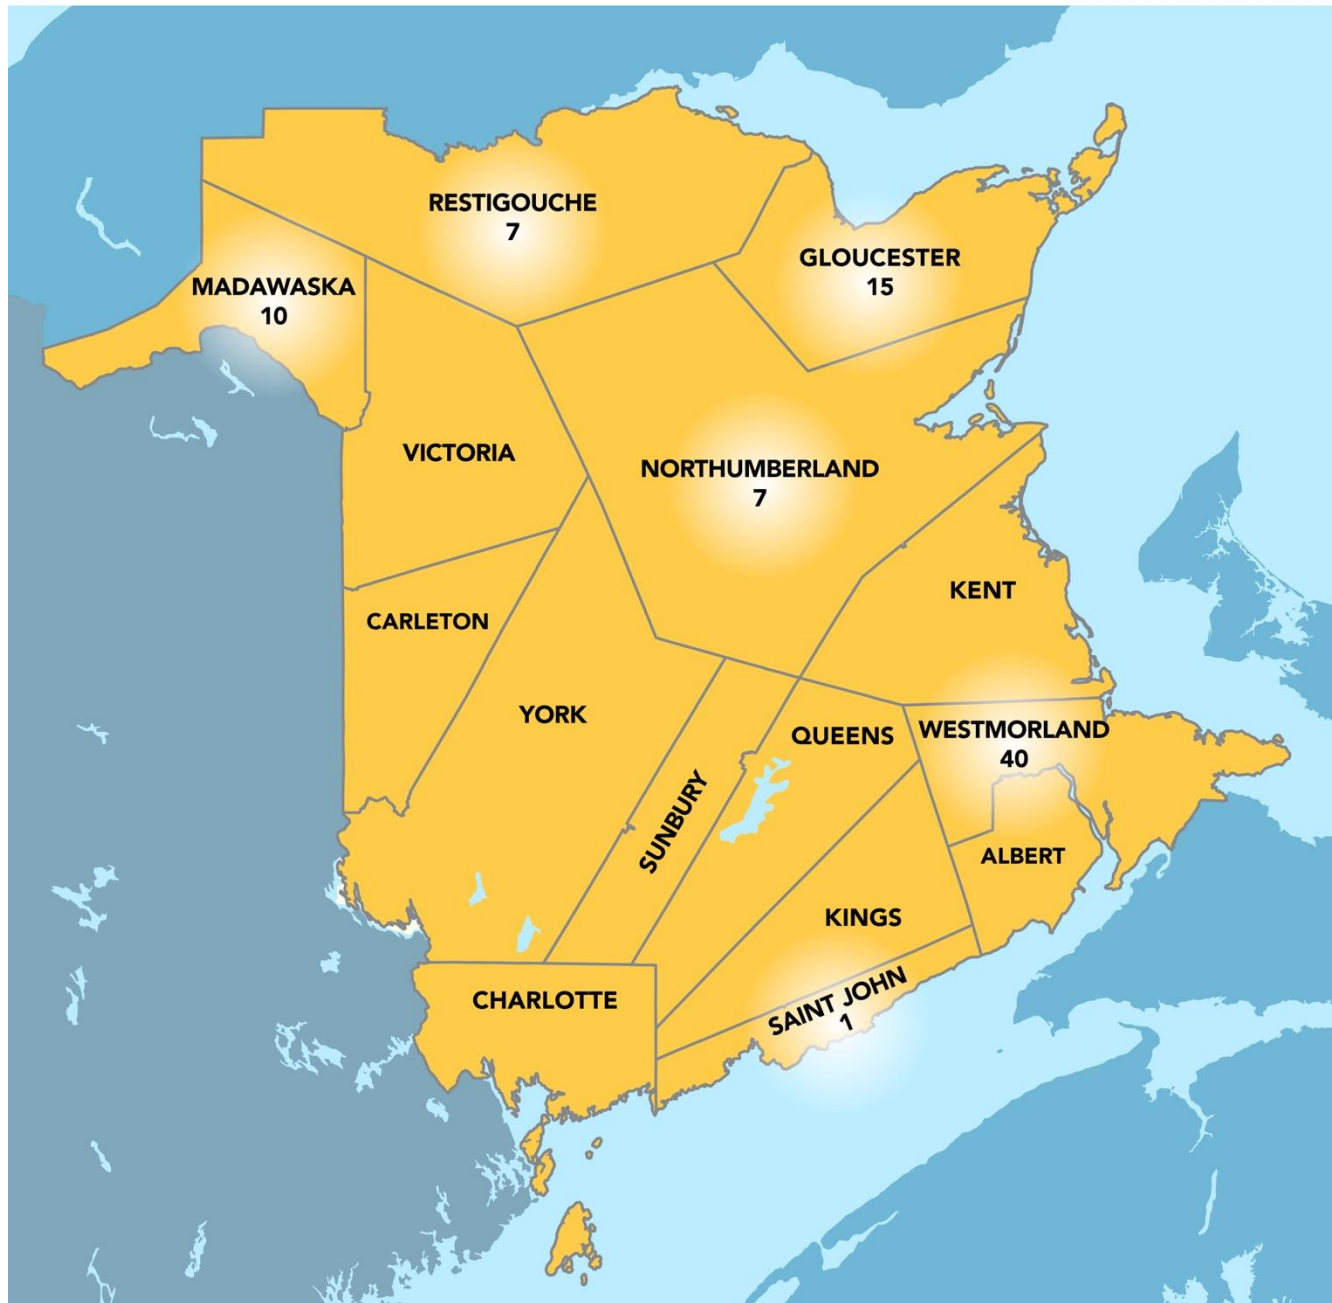 RESTIGOUCHE
7
GLOUCESTER
15
MADAWASKA
10
VICTORIA
NORTHUMBERLAND
7
KENT
CARLETON
YORK
QUEENS
WESTMORLAND
40
SUNBURY
ALBERT
KINGS
CHARLOTTE
SAINT JOHN
1